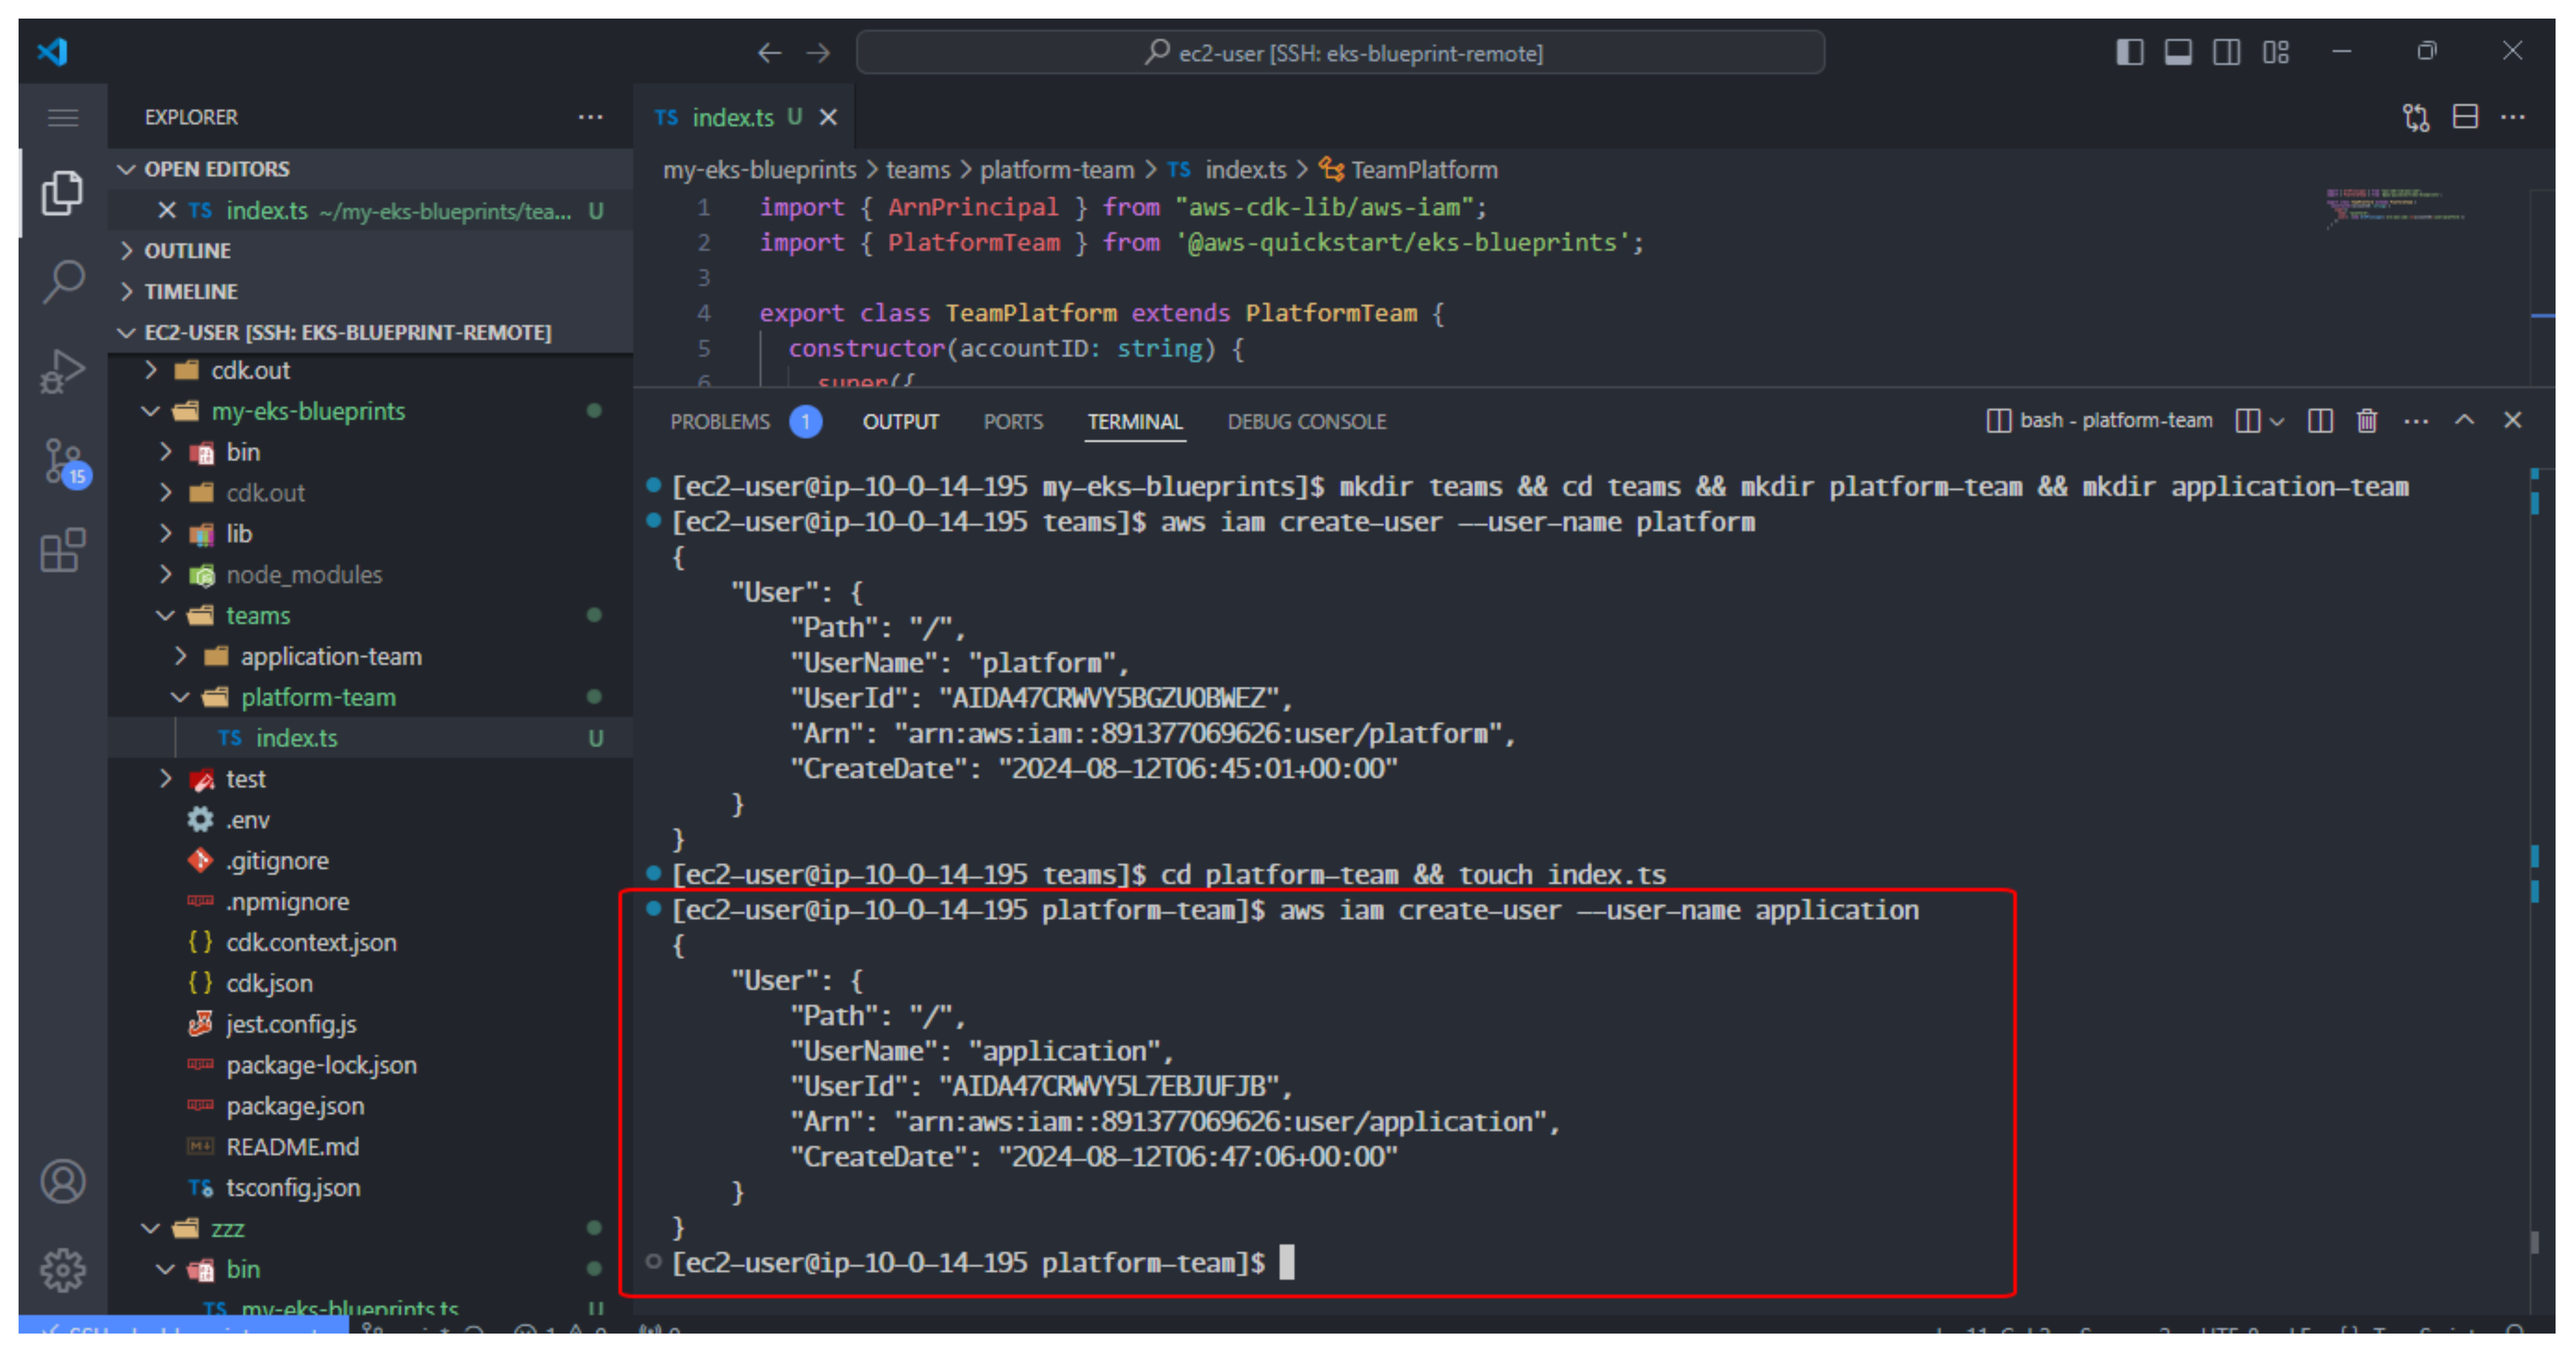 ec2-user [SSH: eks-blueprint-remote]
EXPLORER
OPEN EDITORS
TS index.ts ~/my-eks-blueprints/tea... U
OUTLINE
TIMELINE
EC2-USER [SSH: EKS-BLUEPRINT-REMOTE]
cdk.out
my-eks-blueprints
bin
cdk.out
lib
node_modules
teams
application-team
platform-team
TS index.ts U
test
.env
.gitignore
.npmignore
{ } cdk.context.json
{ } cdk.json
jest.config.js
package-lock.json
package.json
README.md
TS tsconfig.json
zzz
bin
TS my-eks-blueprints.ts U
15
TS index.ts U
my-eks-blueprints > teams > platform-team > TS index.ts > TeamPlatform
1 import { ArnPrincipal } from "aws-cdk-lib/aws-iam";
2 import { PlatformTeam } from '@aws-quickstart/eks-blueprints';
3
4 export class TeamPlatform extends PlatformTeam {
5 constructor(accountID: string) {
6 super({
PROBLEMS 1 OUTPUT PORTS TERMINAL DEBUG CONSOLE
bash - platform-team
[ec2-user@ip-10-0-14-195 my-eks-blueprints]$ mkdir teams && cd teams && mkdir platform-team && mkdir application-team
[ec2-user@ip-10-0-14-195 teams]$ aws iam create-user --user-name platform
{
"User": {
"Path": "/",
"UserName": "platform",
"UserId": "AIDA47CRWVY5BGZUOBWEZ",
"Arn": "arn:aws:iam::891377069626:user/platform",
"CreateDate": "2024-08-12T06:45:01+00:00"
}
}
[ec2-user@ip-10-0-14-195 teams]$ cd platform-team && touch index.ts
[ec2-user@ip-10-0-14-195 platform-team]$ aws iam create-user --user-name application
{
"User": {
"Path": "/",
"UserName": "application",
"UserId": "AIDA47CRWVY5L7EBJUFJB",
"Arn": "arn:aws:iam::891377069626:user/application",
"CreateDate": "2024-08-12T06:47:06+00:00"
}
}
[ec2-user@ip-10-0-14-195 platform-team]$